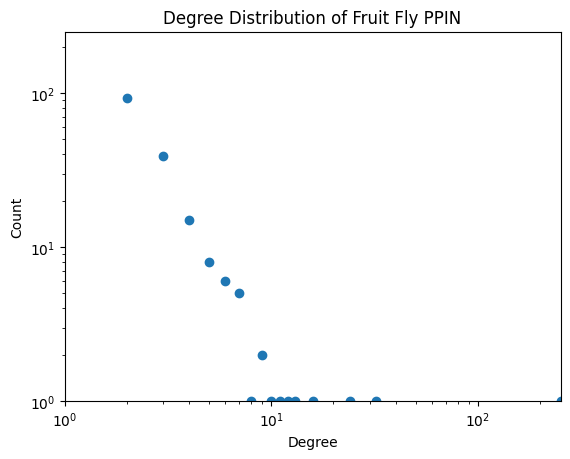 Degree Distribution of Fruit Fly PPIN
10²
10¹
10⁰
Count
10⁰ 10¹ 10²
Degree